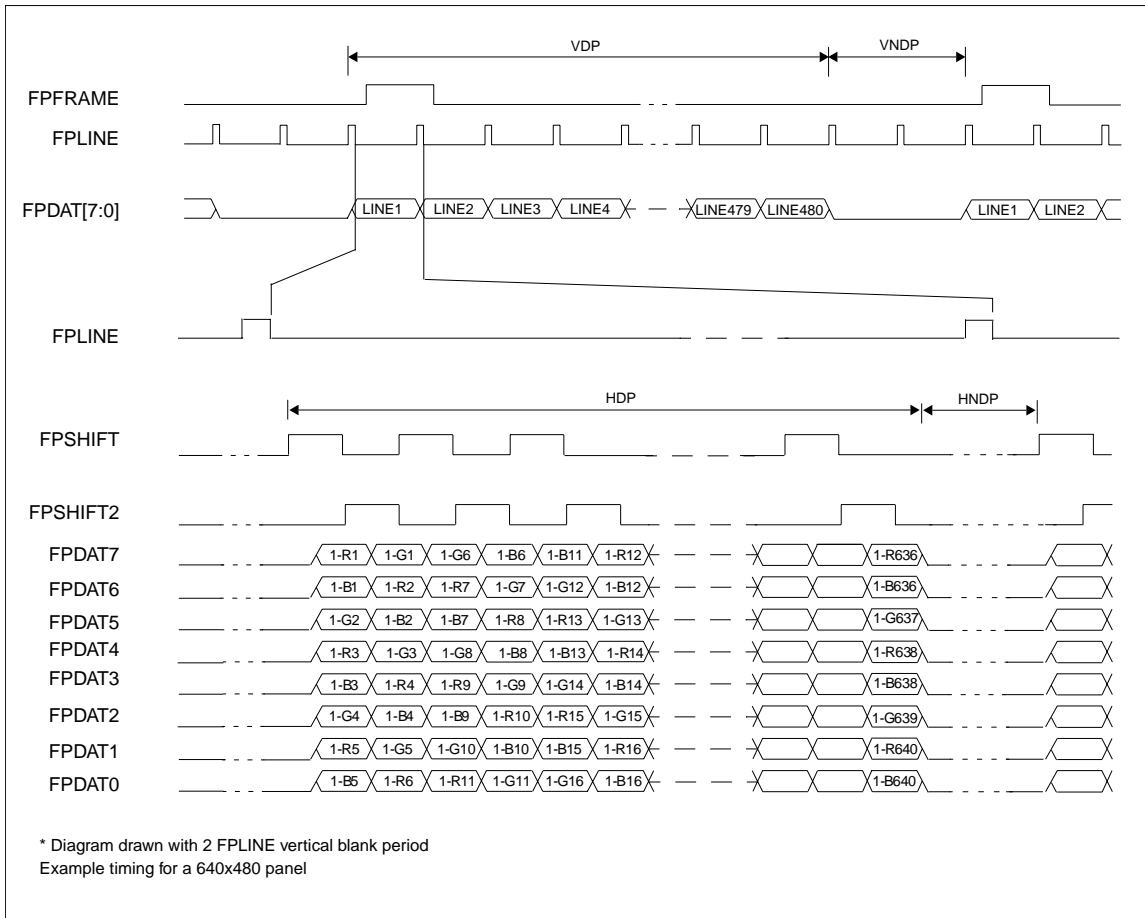 VDP VNDP
FPFRAME
FPLINE
FPDAT[7:0] LINE1 LINE2 LINE3 LINE4 LINE479 LINE480 LINE1 LINE2
FPLINE
HDP HNDP
FPSHIFT
FPSHIFT2
FPDAT7 1-R1 1-G1 1-G6 1-B6 1-B11 1-R12 1-R636
FPDAT6 1-B1 1-R2 1-R7 1-G7 1-G12 1-B12 1-B636
FPDAT5 1-G2 1-B2 1-B7 1-R8 1-R13 1-G13 1-G637
FPDAT4 1-R3 1-G3 1-G8 1-B8 1-B13 1-R14 1-R638
FPDAT3 1-B3 1-R4 1-R9 1-G9 1-G14 1-B14 1-B638
FPDAT2 1-G4 1-B4 1-B9 1-R10 1-R15 1-G15 1-G639
FPDAT1 1-R5 1-G5 1-G10 1-B10 1-B15 1-R16 1-R640
FPDAT0 1-B5 1-R6 1-R11 1-G11 1-G16 1-B16 1-B640
* Diagram drawn with 2 FPLINE vertical blank period
Example timing for a 640x480 panel